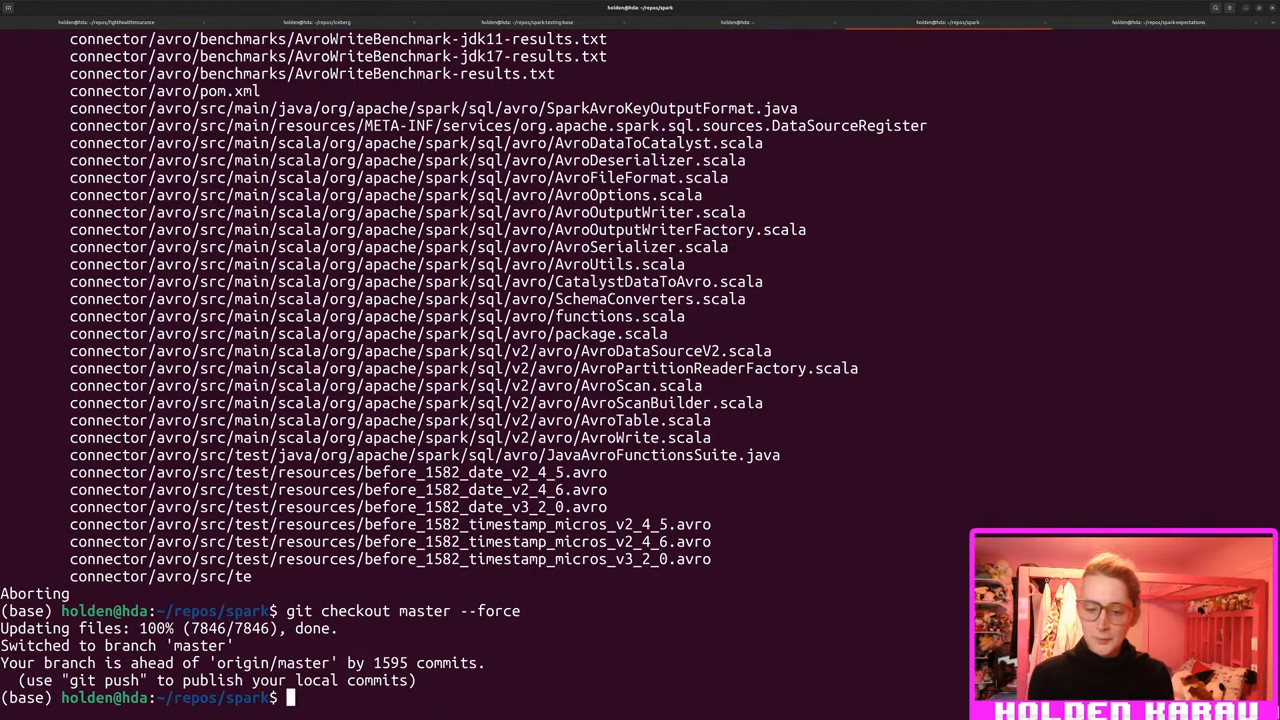 holden@hda: ~/repos/spark
holden@hda: ~/repos/fighthealthinsurance
holden@hda: ~/repos/iceberg
holden@hda: ~/repos/spark-testing-base
holden@hda: ~
holden@hda: ~/repos/spark
holden@hda: ~/repos/spark-expectations
connector/avro/benchmarks/AvroWriteBenchmark-jdk11-results.txt
connector/avro/benchmarks/AvroWriteBenchmark-jdk17-results.txt
connector/avro/benchmarks/AvroWriteBenchmark-results.txt
connector/avro/pom.xml
connector/avro/src/main/java/org/apache/spark/sql/avro/SparkAvroKeyOutputFormat.java
connector/avro/src/main/resources/META-INF/services/org.apache.spark.sql.sources.DataSourceRegister
connector/avro/src/main/scala/org/apache/spark/sql/avro/AvroDataToCatalyst.scala
connector/avro/src/main/scala/org/apache/spark/sql/avro/AvroDeserializer.scala
connector/avro/src/main/scala/org/apache/spark/sql/avro/AvroFileFormat.scala
connector/avro/src/main/scala/org/apache/spark/sql/avro/AvroOptions.scala
connector/avro/src/main/scala/org/apache/spark/sql/avro/AvroOutputWriter.scala
connector/avro/src/main/scala/org/apache/spark/sql/avro/AvroOutputWriterFactory.scala
connector/avro/src/main/scala/org/apache/spark/sql/avro/AvroSerializer.scala
connector/avro/src/main/scala/org/apache/spark/sql/avro/AvroUtils.scala
connector/avro/src/main/scala/org/apache/spark/sql/avro/CatalystDataToAvro.scala
connector/avro/src/main/scala/org/apache/spark/sql/avro/SchemaConverters.scala
connector/avro/src/main/scala/org/apache/spark/sql/avro/functions.scala
connector/avro/src/main/scala/org/apache/spark/sql/avro/package.scala
connector/avro/src/main/scala/org/apache/spark/sql/v2/avro/AvroDataSourceV2.scala
connector/avro/src/main/scala/org/apache/spark/sql/v2/avro/AvroPartitionReaderFactory.scala
connector/avro/src/main/scala/org/apache/spark/sql/v2/avro/AvroScan.scala
connector/avro/src/main/scala/org/apache/spark/sql/v2/avro/AvroScanBuilder.scala
connector/avro/src/main/scala/org/apache/spark/sql/v2/avro/AvroTable.scala
connector/avro/src/main/scala/org/apache/spark/sql/v2/avro/AvroWrite.scala
connector/avro/src/test/java/org/apache/spark/sql/avro/JavaAvroFunctionsSuite.java
connector/avro/src/test/resources/before_1582_date_v2_4_5.avro
connector/avro/src/test/resources/before_1582_date_v2_4_6.avro
connector/avro/src/test/resources/before_1582_date_v3_2_0.avro
connector/avro/src/test/resources/before_1582_timestamp_micros_v2_4_5.avro
connector/avro/src/test/resources/before_1582_timestamp_micros_v2_4_6.avro
connector/avro/src/test/resources/before_1582_timestamp_micros_v3_2_0.avro
connector/avro/src/te
Aborting
(base) holden@hda:~/repos/spark$ git checkout master --force
Updating files: 100% (7846/7846), done.
Switched to branch 'master'
Your branch is ahead of 'origin/master' by 1595 commits.
(use "git push" to publish your local commits)
(base) holden@hda:~/repos/spark$
HOLDEN KARAU